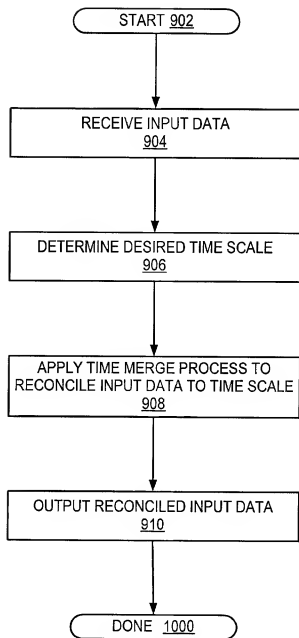 START 902
RECEIVE INPUT DATA
904
DETERMINE DESIRED TIME SCALE
906
APPLY TIME MERGE PROCESS TO
RECONCILE INPUT DATA TO TIME SCALE
908
OUTPUT RECONCILED INPUT DATA
910
DONE 1000